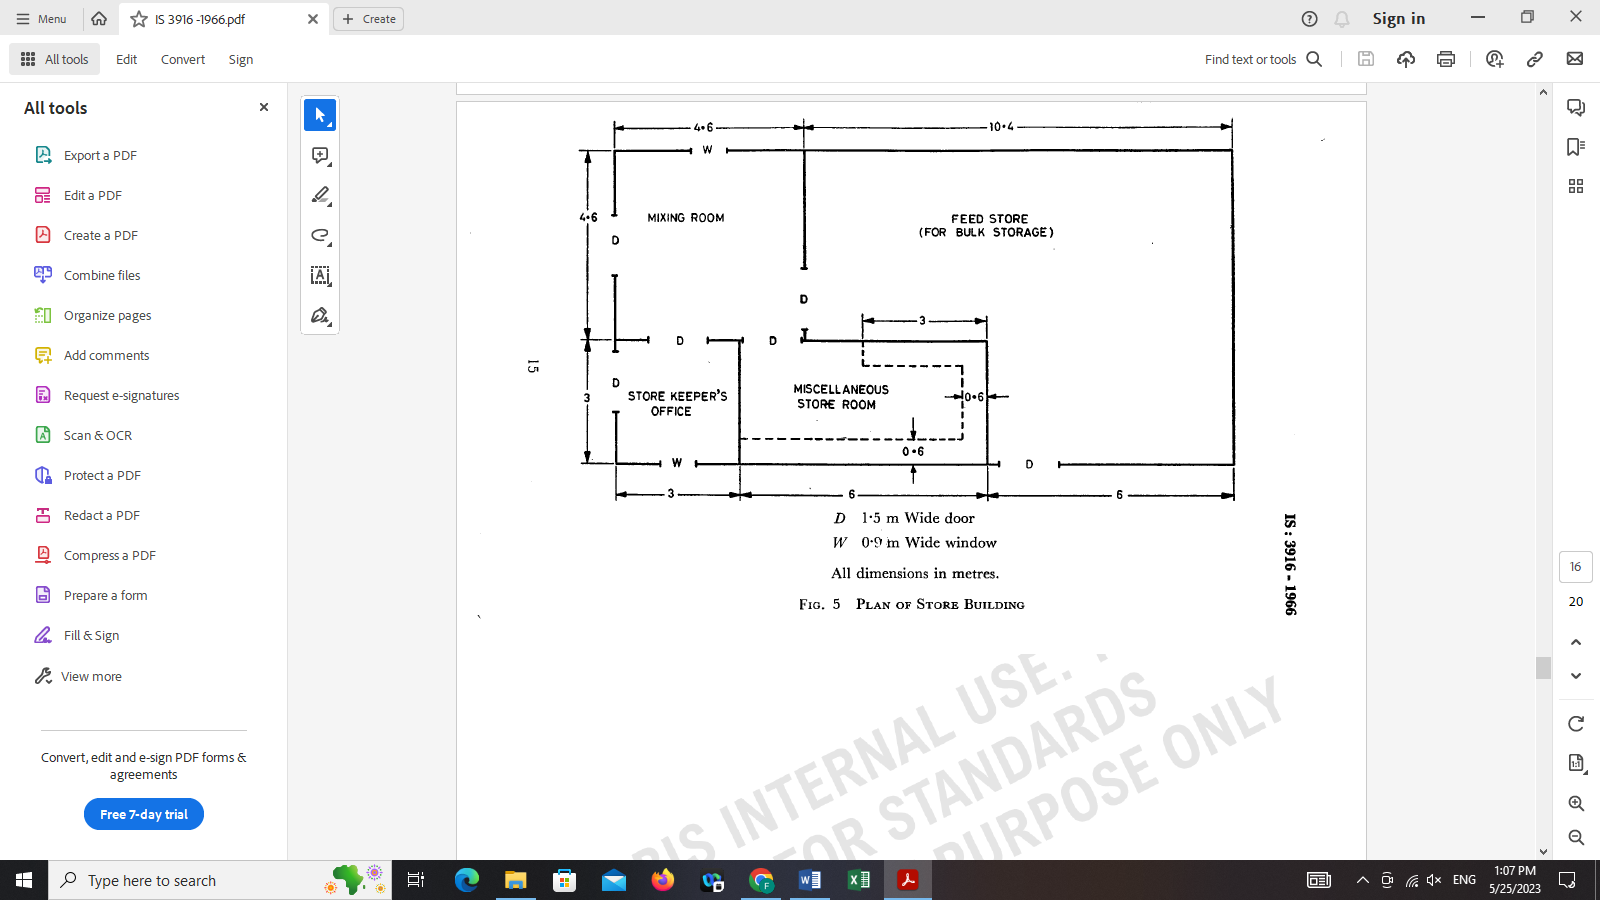 Menu
IS 3916 -1966.pdf
Create
Sign in
All tools
Edit
Convert
Sign
Find text or tools
All tools
Export a PDF
Edit a PDF
Create a PDF
Combine files
Organize pages
Add comments
Request e-signatures
Scan & OCR
Protect a PDF
Redact a PDF
Compress a PDF
Prepare a form
Fill & Sign
View more
Convert, edit and e-sign PDF forms &
agreements
Free 7-day trial
4·6
10·4
W
4·6
MIXING ROOM
FEED STORE
(FOR BULK STORAGE)
D
D
3
D
D
15
D
3
STORE KEEPER'S
OFFICE
MISCELLANEOUS
STORE ROOM
0·6
0·6
W
D
3
6
6
D 1·5 m Wide door
W 0·9 m Wide window
All dimensions in metres.
FIG. 5 PLAN OF STORE BUILDING
IS : 3916 - 1966
BIS INTERNAL USE.
FOR STANDARDS
PURPOSE ONLY
16
20
1:1
Type here to search
ENG
1:07 PM
5/25/2023